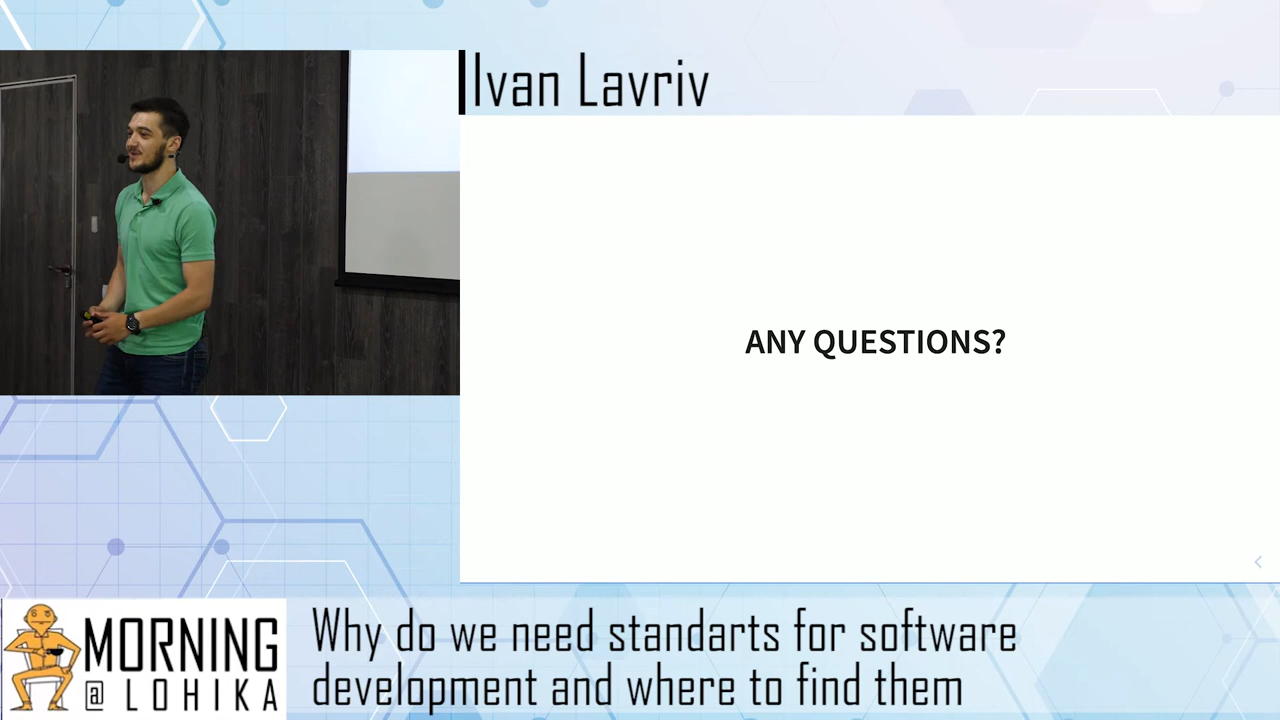 Ivan Lavriv
ANY QUESTIONS?
MORNING
@ LOHIKA
Why do we need standarts for software
development and where to find them